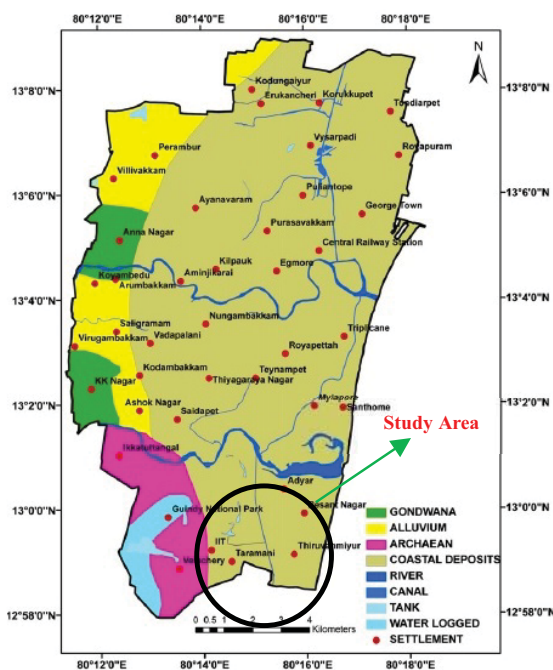 80°12'0"E 80°14'0"E 80°16'0"E 80°18'0"E
N
Kodungaiyur
13°8'0"N 13°8'0"N
Erukancheri Korukkupet
Tondiarpet
Vysarpadi
Perambur Royapuram
Villivakkam
Puliantope
13°6'0"N 13°6'0"N
Ayanavaram
George Town
Purasavakkam
Anna Nagar
Central Railway Station
Kilpauk Egmore
Koyambedu Aminjikarai
Arumbakkam
13°4'0"N 13°4'0"N
Nungambakkam
Saligramam Triplicane
Virugambakkam Vadapalani
Royapettah
Kodambakkam Teynampet
KK Nagar Thiyagaraya Nagar
Mylapore
13°2'0"N 13°2'0"N
Ashok Nagar Saidapet Santhome
Study Area
Adyar
13°0'0"N 13°0'0"N
Guindy National Park Besant Nagar
IIT Thiruvanmiyur
Taramani
Velachery
12°58'0"N 12°58'0"N
GONDWANA
ALLUVIUM
ARCHAEAN
COASTAL DEPOSITS
RIVER
CANAL
TANK
WATER LOGGED
SETTLEMENT
0 0.5 1 2 3 4
Kilometers
80°12'0"E 80°14'0"E 80°16'0"E 80°18'0"E